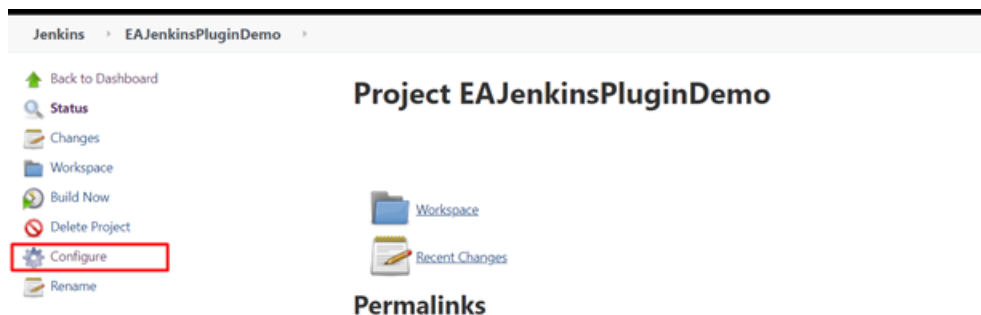 Jenkins EAJenkinsPluginDemo
Back to Dashboard
Status
Changes
Workspace
Build Now
Delete Project
Configure
Rename
Project EAJenkinsPluginDemo
Workspace
Recent Changes
Permalinks